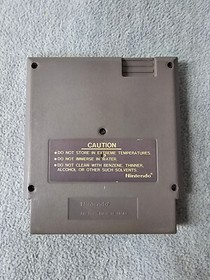 CAUTION
•DO NOT STORE IN EXTREME TEMPERATURES.
•DO NOT IMMERSE IN WATER.
•DO NOT CLEAN WITH BENZENE, THINNER,
ALCOHOL OR OTHER SUCH SOLVENTS.
Nintendo
Nintendo